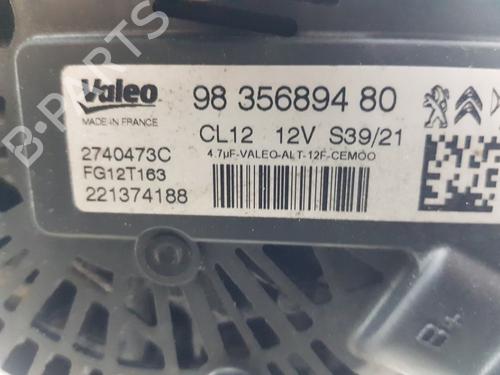 B-PARTS
Valeo
MADE IN FRANCE
98 356894 80
CL12 12V S39/21
4.7µF-VALEO-ALT-12F-CEMOO
2740473C
FG12T163
221374188
B+